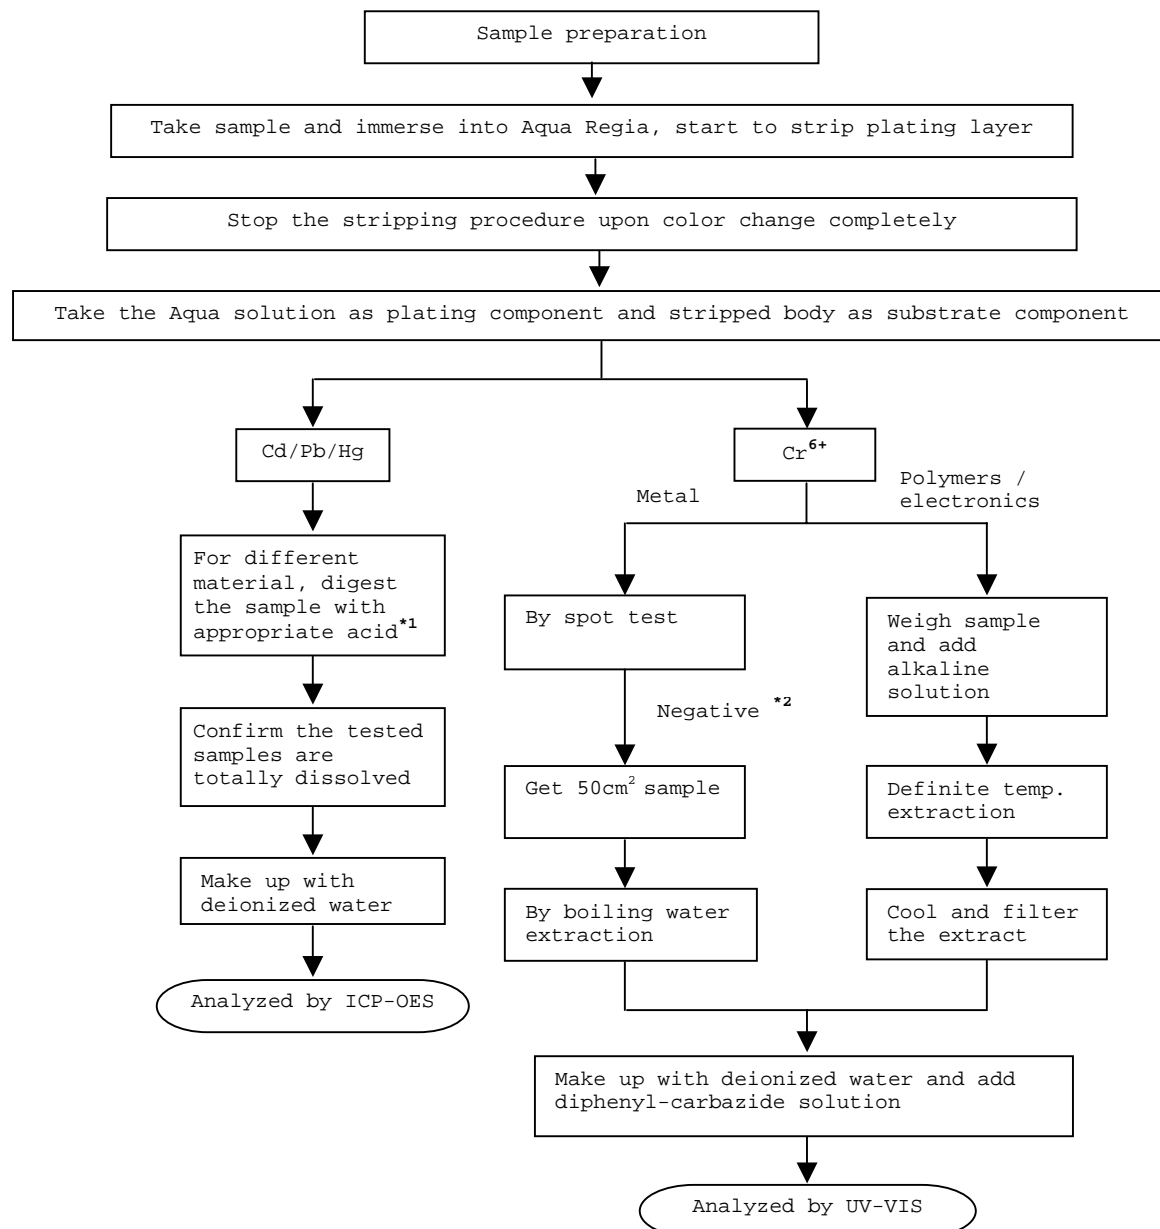 Sample preparation
Take sample and immerse into Aqua Regia, start to strip plating layer
Stop the stripping procedure upon color change completely
Take the Aqua solution as plating component and stripped body as substrate component
Cd/Pb/Hg
For different
material, digest
the sample with
appropriate acid*1
Confirm the tested
samples are
totally dissolved
Make up with
deionized water
Analyzed by ICP-OES
Cr6+
Metal
Polymers /
electronics
By spot test
Negative *2
Get 50cm2 sample
By boiling water
extraction
Weigh sample
and add
alkaline
solution
Definite temp.
extraction
Cool and filter
the extract
Make up with deionized water and add
diphenyl-carbazide solution
Analyzed by UV-VIS